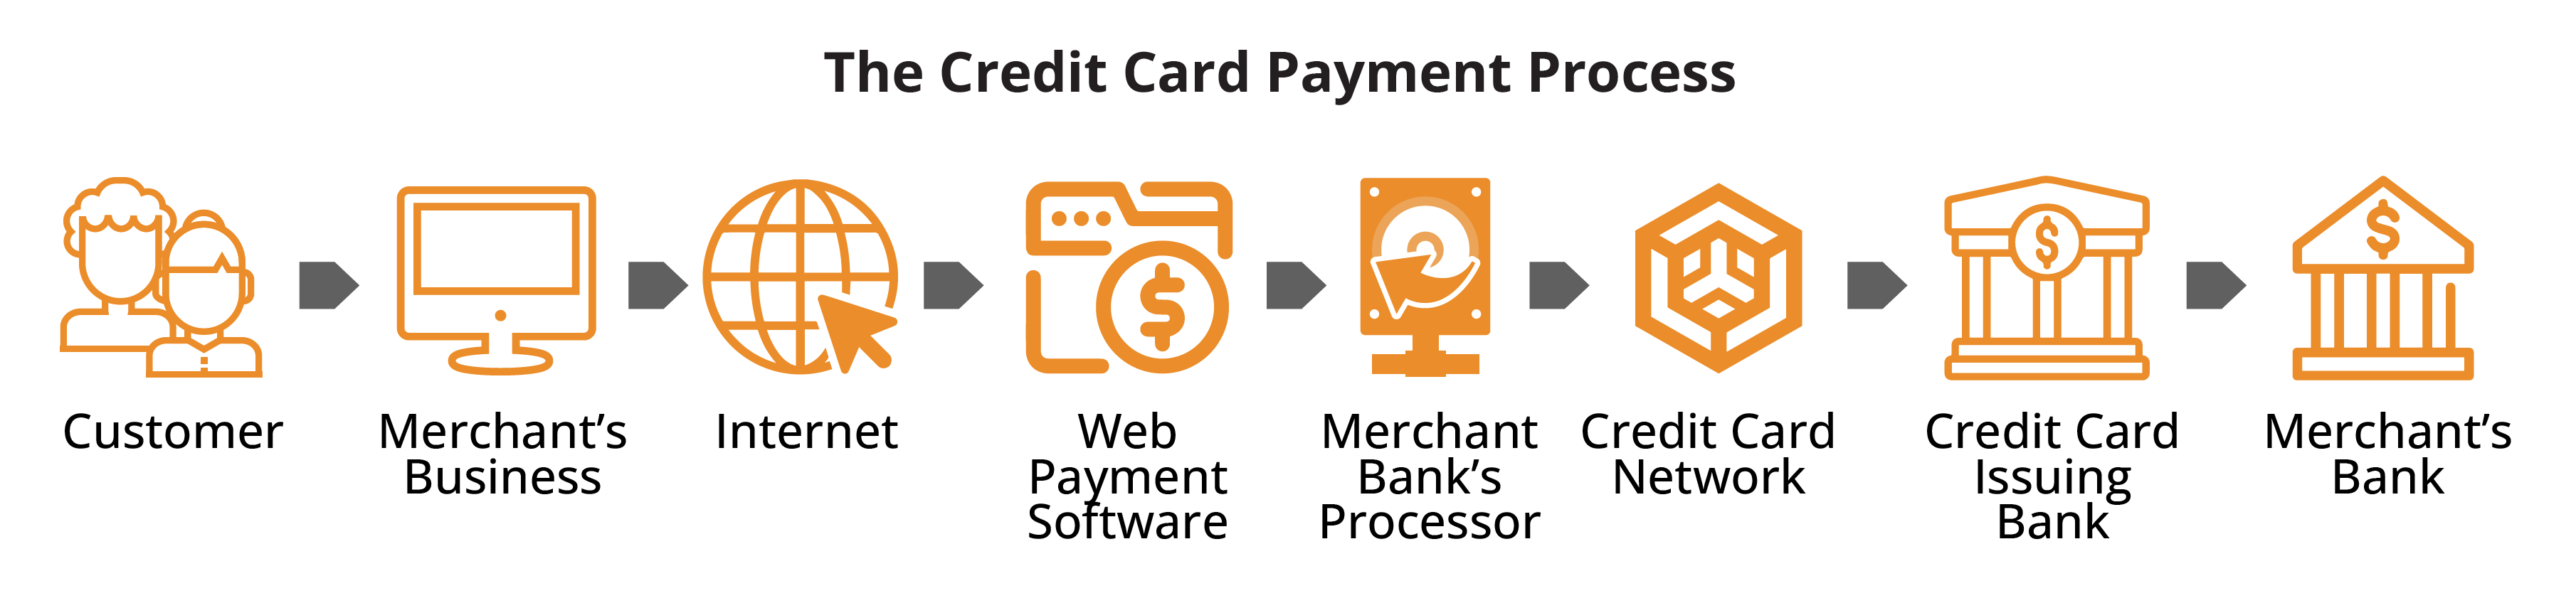 The Credit Card Payment Process
Customer
Merchant’s
Business
Internet
Web
Payment
Software
Merchant
Bank’s
Processor
Credit Card
Network
Credit Card
Issuing
Bank
Merchant’s
Bank